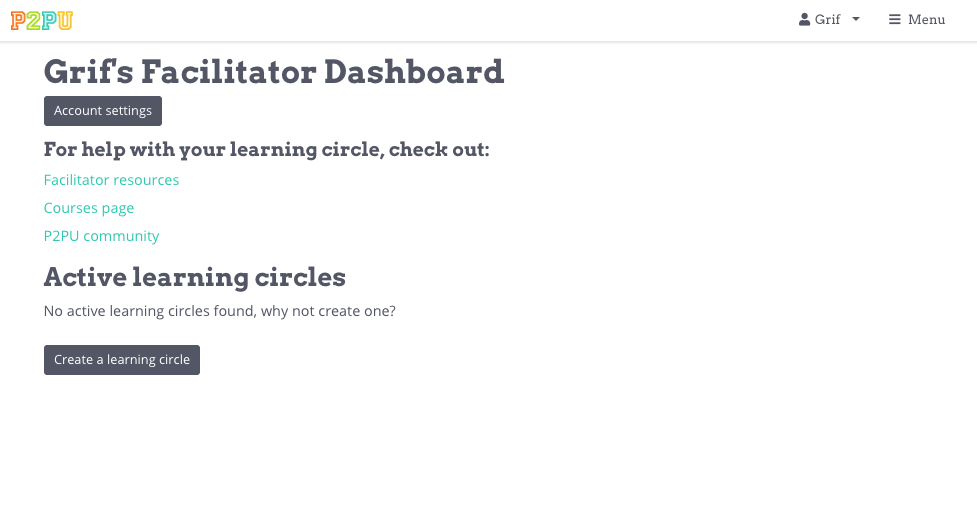 P2PU
Grif
Menu
Grif's Facilitator Dashboard
Account settings
For help with your learning circle, check out:
Facilitator resources
Courses page
P2PU community
Active learning circles
No active learning circles found, why not create one?
Create a learning circle